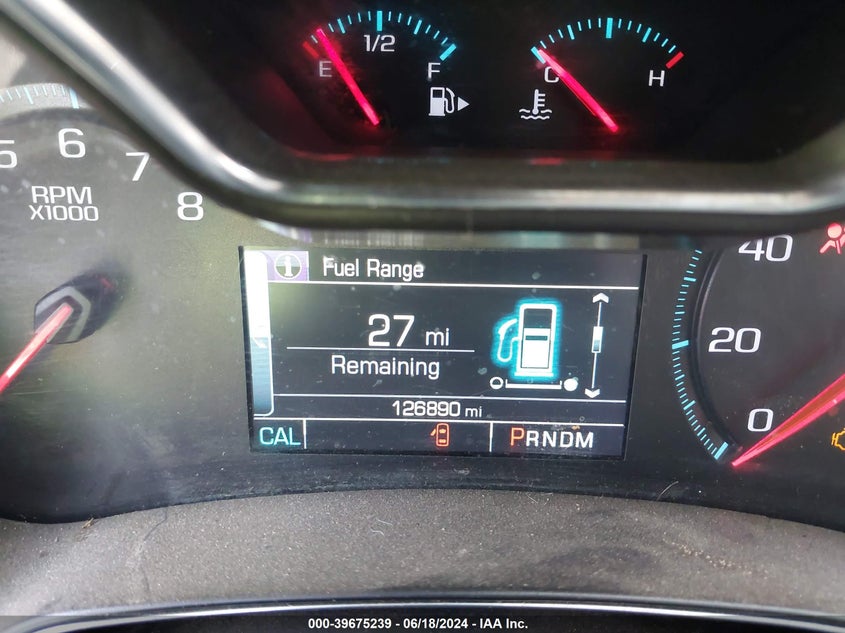 1/2
E F
C H
5 6 7 8
RPM
X1000
Fuel Range
27 mi
Remaining
126890 mi
CAL PRNDM
40
20
0
000-39675239 - 06/18/2024 - IAA Inc.